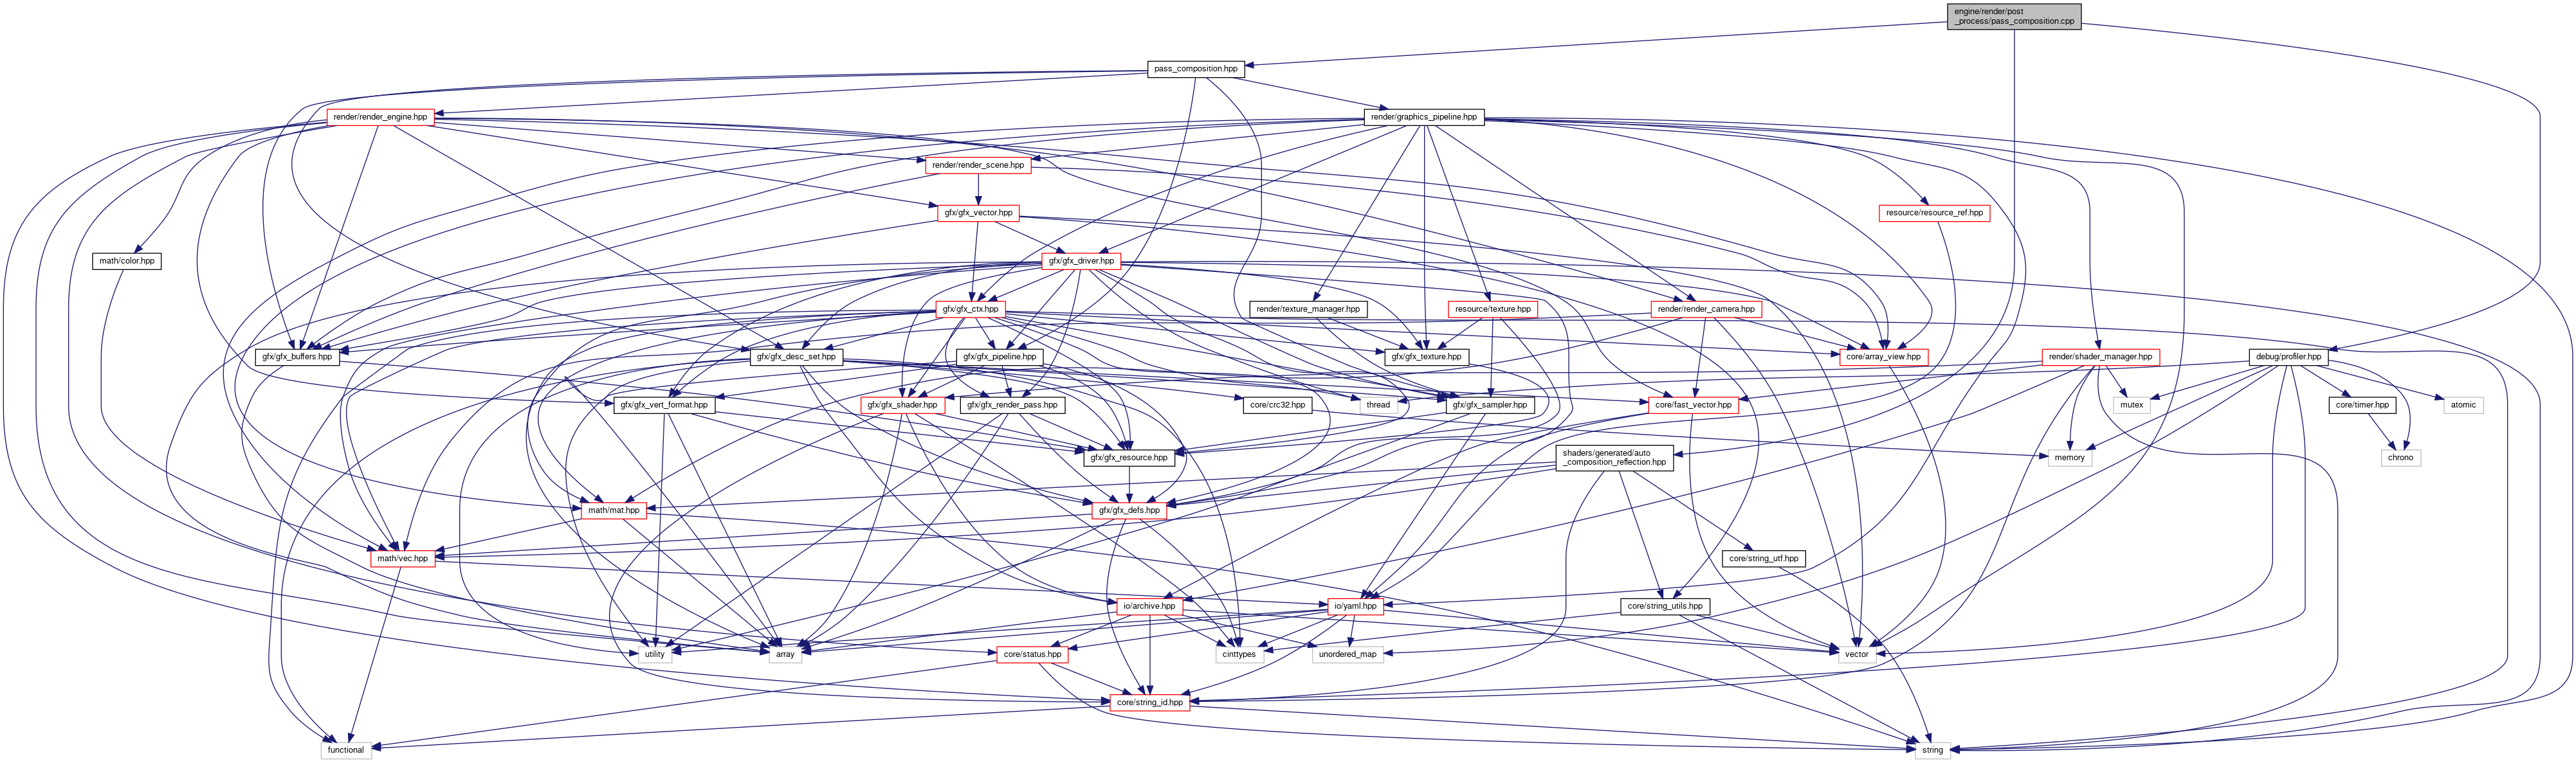 engine/render/post
_process/pass_composition.cpp
pass_composition.hpp
render/render_engine.hpp
render/graphics_pipeline.hpp
render/render_scene.hpp
gfx/gfx_vector.hpp
resource/resource_ref.hpp
math/color.hpp
gfx/gfx_driver.hpp
gfx/gfx_ctx.hpp
render/texture_manager.hpp
resource/texture.hpp
render/render_camera.hpp
gfx/gfx_buffers.hpp
gfx/gfx_desc_set.hpp
gfx/gfx_pipeline.hpp
gfx/gfx_texture.hpp
core/array_view.hpp
render/shader_manager.hpp
debug/profiler.hpp
gfx/gfx_vert_format.hpp
gfx/gfx_shader.hpp
gfx/gfx_render_pass.hpp
core/crc32.hpp
thread
gfx/gfx_sampler.hpp
core/fast_vector.hpp
mutex
core/timer.hpp
atomic
gfx/gfx_resource.hpp
shaders/generated/auto
_composition_reflection.hpp
memory
chrono
math/mat.hpp
gfx/gfx_defs.hpp
math/vec.hpp
core/string_utf.hpp
io/archive.hpp
io/yaml.hpp
core/string_utils.hpp
utility
array
core/status.hpp
cinttypes
unordered_map
vector
core/string_id.hpp
functional
string